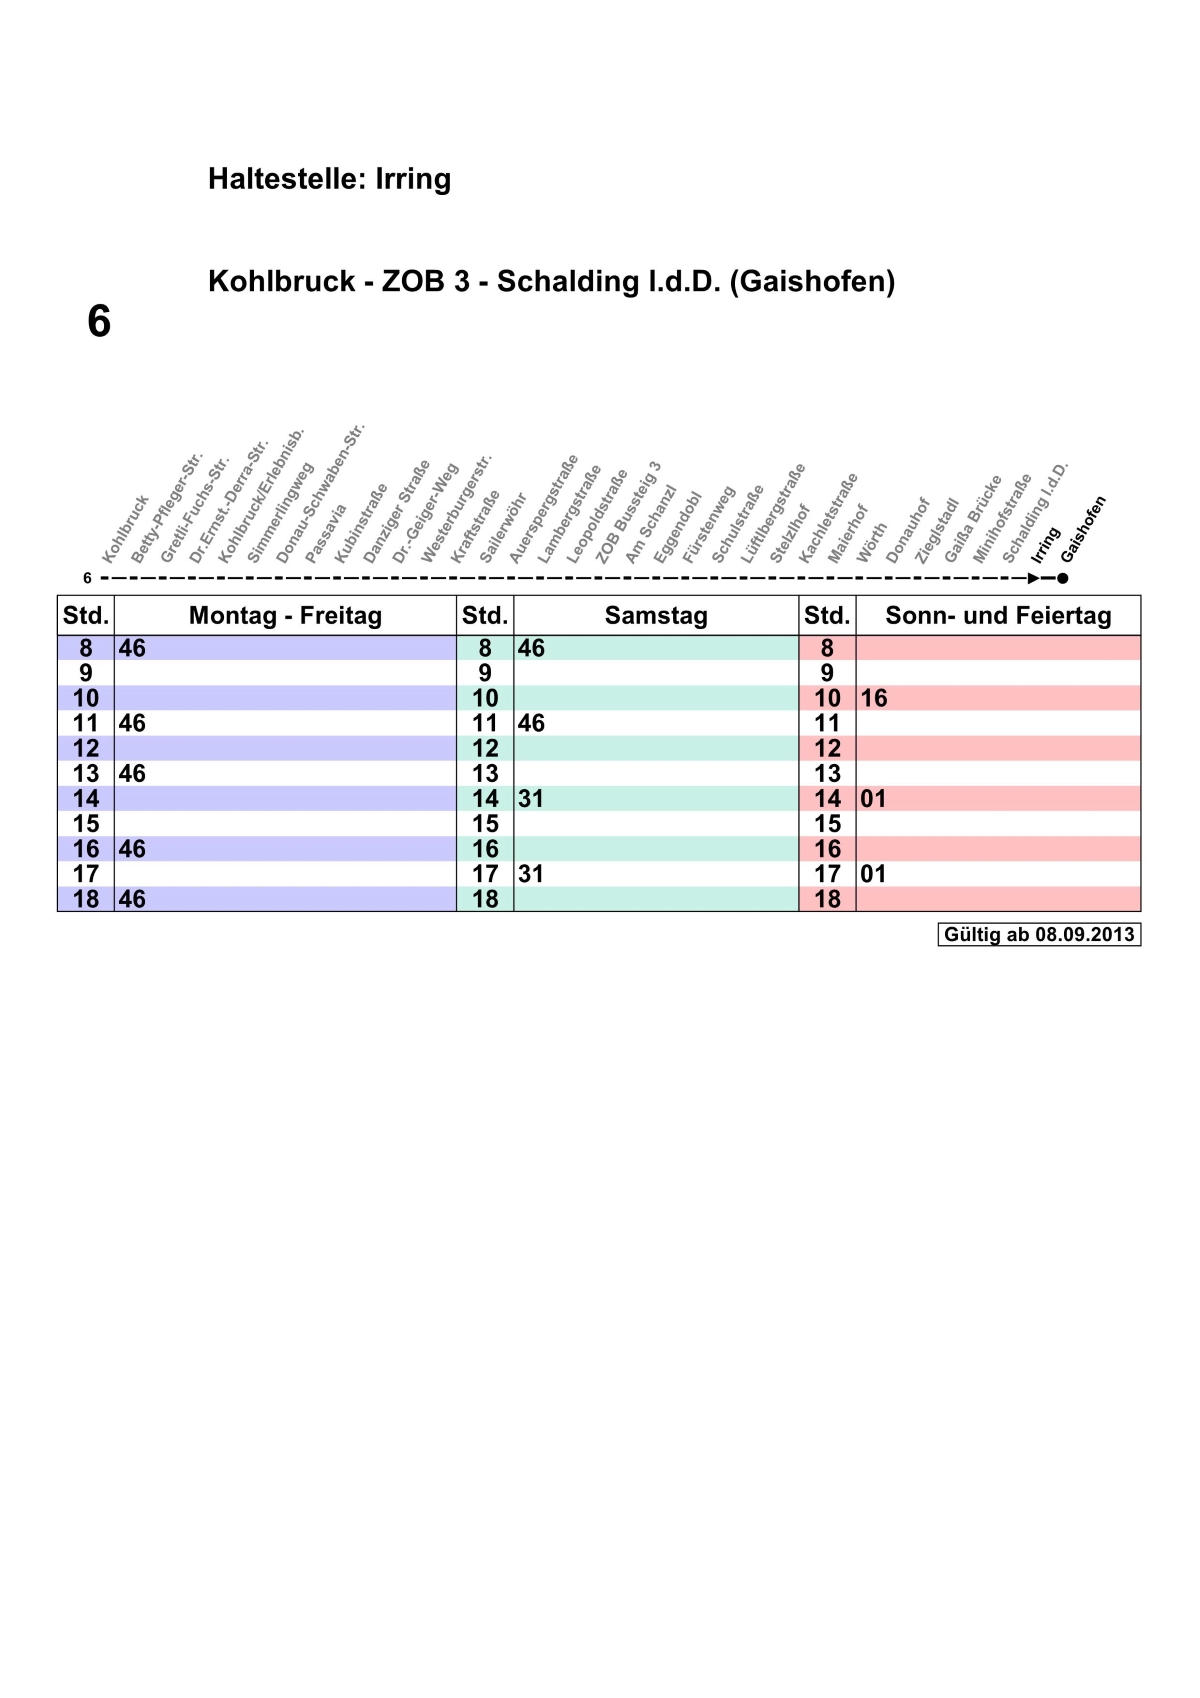 Haltestelle: Irring
Kohlbruck - ZOB 3 - Schalding l.d.D. (Gaishofen)
6
Kohlbruck
Betty-Pfleger-Str.
Gretli-Fuchs-Str.
Dr.Ernst.-Derra-Str.
Kohlbruck/Erlebnisb.
Simmerlingweg
Donau-Schwaben-Str.
Passavia
Kubinstraße
Danziger Straße
Dr.-Geiger-Weg
Westerburgerstr.
Kraftstraße
Sailerwöhr
Auerspergstraße
Lambergstraße
Leopoldstraße
ZOB Bussteig 3
Am Schanzl
Eggendobl
Fürstenweg
Schulstraße
Lüftlbergstraße
Stelzlhof
Kachletstraße
Maierhof
Wörth
Donauhof
Zieglstadl
Gaißa Brücke
Minihofstraße
Schalding l.d.D.
Irring
Gaishofen
6
Std. Montag - Freitag Std. Samstag Std. Sonn- und Feiertag
8 46 8 46 8
9 9 9
10 10 10 16
11 46 11 46 11
12 12 12
13 46 13 13
14 14 31 14 01
15 15 15
16 46 16 16
17 17 31 17 01
18 46 18 18
Gültig ab 08.09.2013